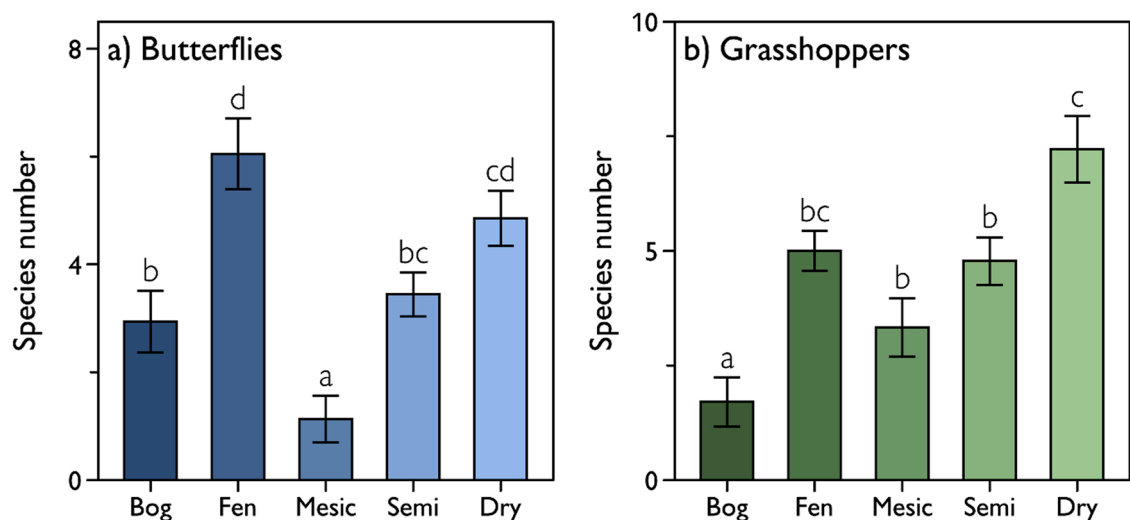 a) Butterflies
Species number
8
4
0
b
d
a
bc
cd
Bog Fen Mesic Semi Dry
b) Grasshoppers
Species number
10
5
0
a
bc
b
b
c
Bog Fen Mesic Semi Dry